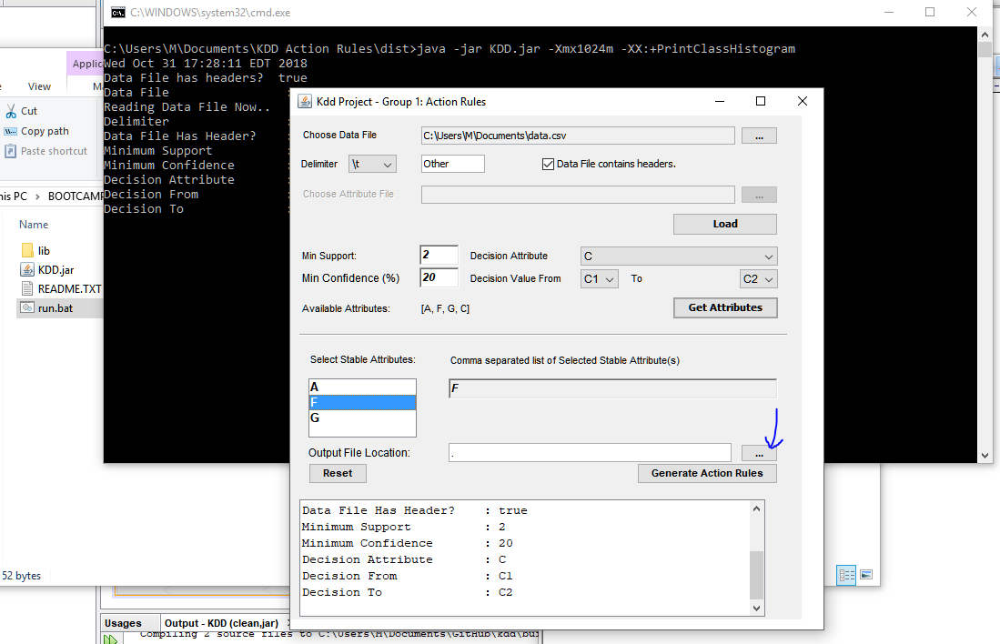 C:\WINDOWS\system32\cmd.exe
C:\Users\M\Documents\KDD Action Rules\dist>java -jar KDD.jar -Xmx1024m -XX:+PrintClassHistogram
Wed Oct 31 17:28:11 EDT 2018
Data File has headers?  true
Data File :
Reading Data File Now..
Delimiter :
Data File Has Header? :
Minimum Support :
Minimum Confidence :
Decision Attribute :
Decision From :
Decision To :
Applic
View
Cut
Copy path
Paste shortcut
his PC > BOOTCAMP
Name
lib
KDD.jar
README.TXT
run.bat
52 bytes
Kdd Project - Group 1: Action Rules
Choose Data File C:\Users\M\Documents\data.csv ...
Delimiter \t Other Data File contains headers.
Choose Attribute File ...
Load
Min Support: 2 Decision Attribute C
Min Confidence (%) 20 Decision Value From C1 To C2
Available Attributes: [A, F, G, C] Get Attributes
Select Stable Attributes: Comma separated list of Selected Stable Attribute(s)
A
F
G
F
Output File Location: . ...
Reset Generate Action Rules
Data File Has Header? : true
Minimum Support : 2
Minimum Confidence : 20
Decision Attribute : C
Decision From : C1
Decision To : C2
Usages Output - KDD (clean,jar)
Compiling 2 source files to C:\Users\M\Documents\GitHub\kdd\bui